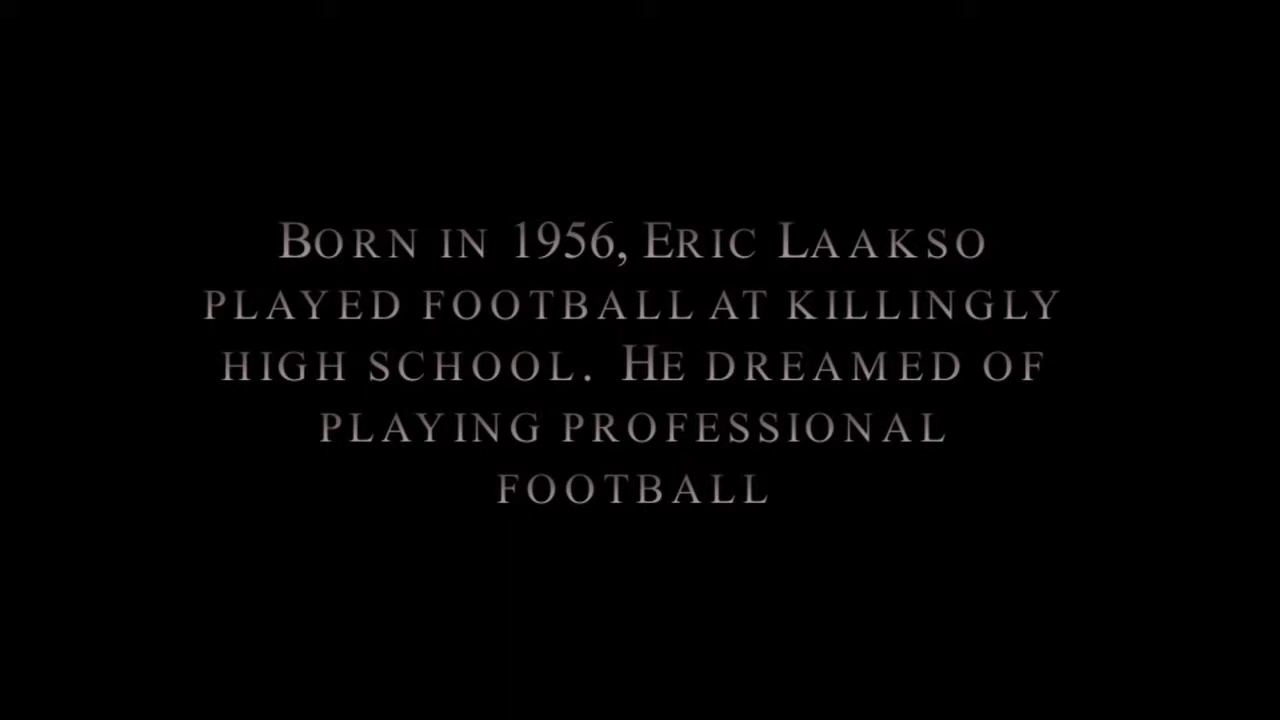 Born in 1956, Eric Laakso
played football at killingly
high school. He dreamed of
playing professional
football